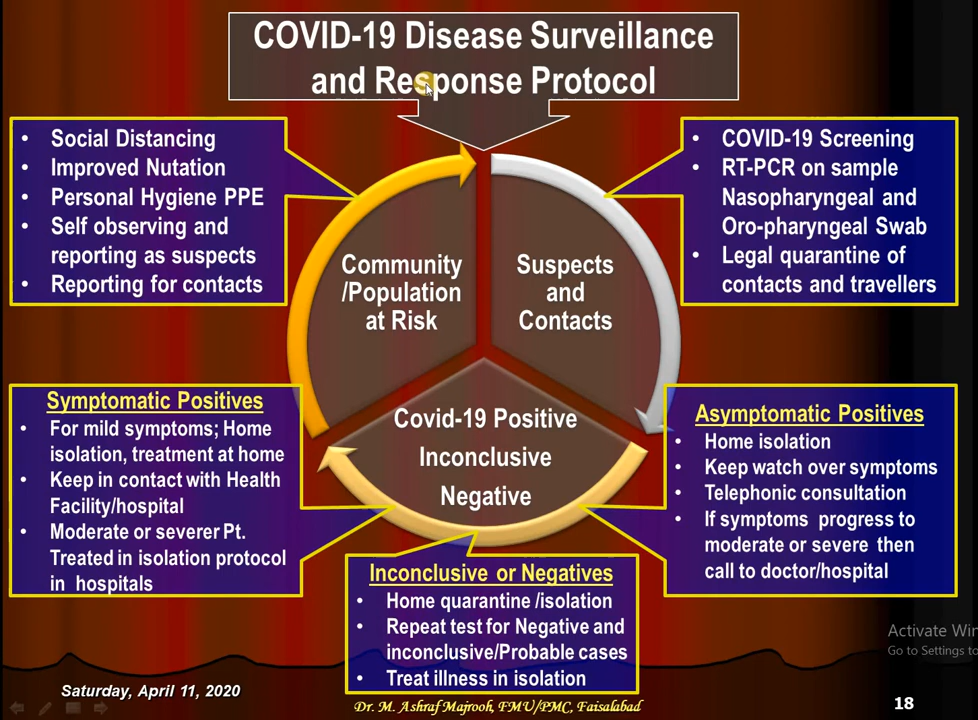 COVID-19 Disease Surveillance
and Response Protocol
• Social Distancing
• Improved Nutation
• Personal Hygiene PPE
• Self observing and
reporting as suspects
• Reporting for contacts
• COVID-19 Screening
• RT-PCR on sample
Nasopharyngeal and
Oro-pharyngeal Swab
• Legal quarantine of
contacts and travellers
Community
/Population
at Risk
Suspects
and
Contacts
Covid-19 Positive
Inconclusive
Negative
Symptomatic Positives
• For mild symptoms; Home
isolation, treatment at home
• Keep in contact with Health
Facility/hospital
• Moderate or severer Pt.
Treated in isolation protocol
in hospitals
Asymptomatic Positives
• Home isolation
• Keep watch over symptoms
• Telephonic consultation
• If symptoms progress to
moderate or severe then
call to doctor/hospital
Inconclusive or Negatives
• Home quarantine /isolation
• Repeat test for Negative and
inconclusive/Probable cases
• Treat illness in isolation
Activate Win
Go to Settings to
Saturday, April 11, 2020
Dr. M. Ashraf Majrooh, FMU/PMC, Faisalabad
18